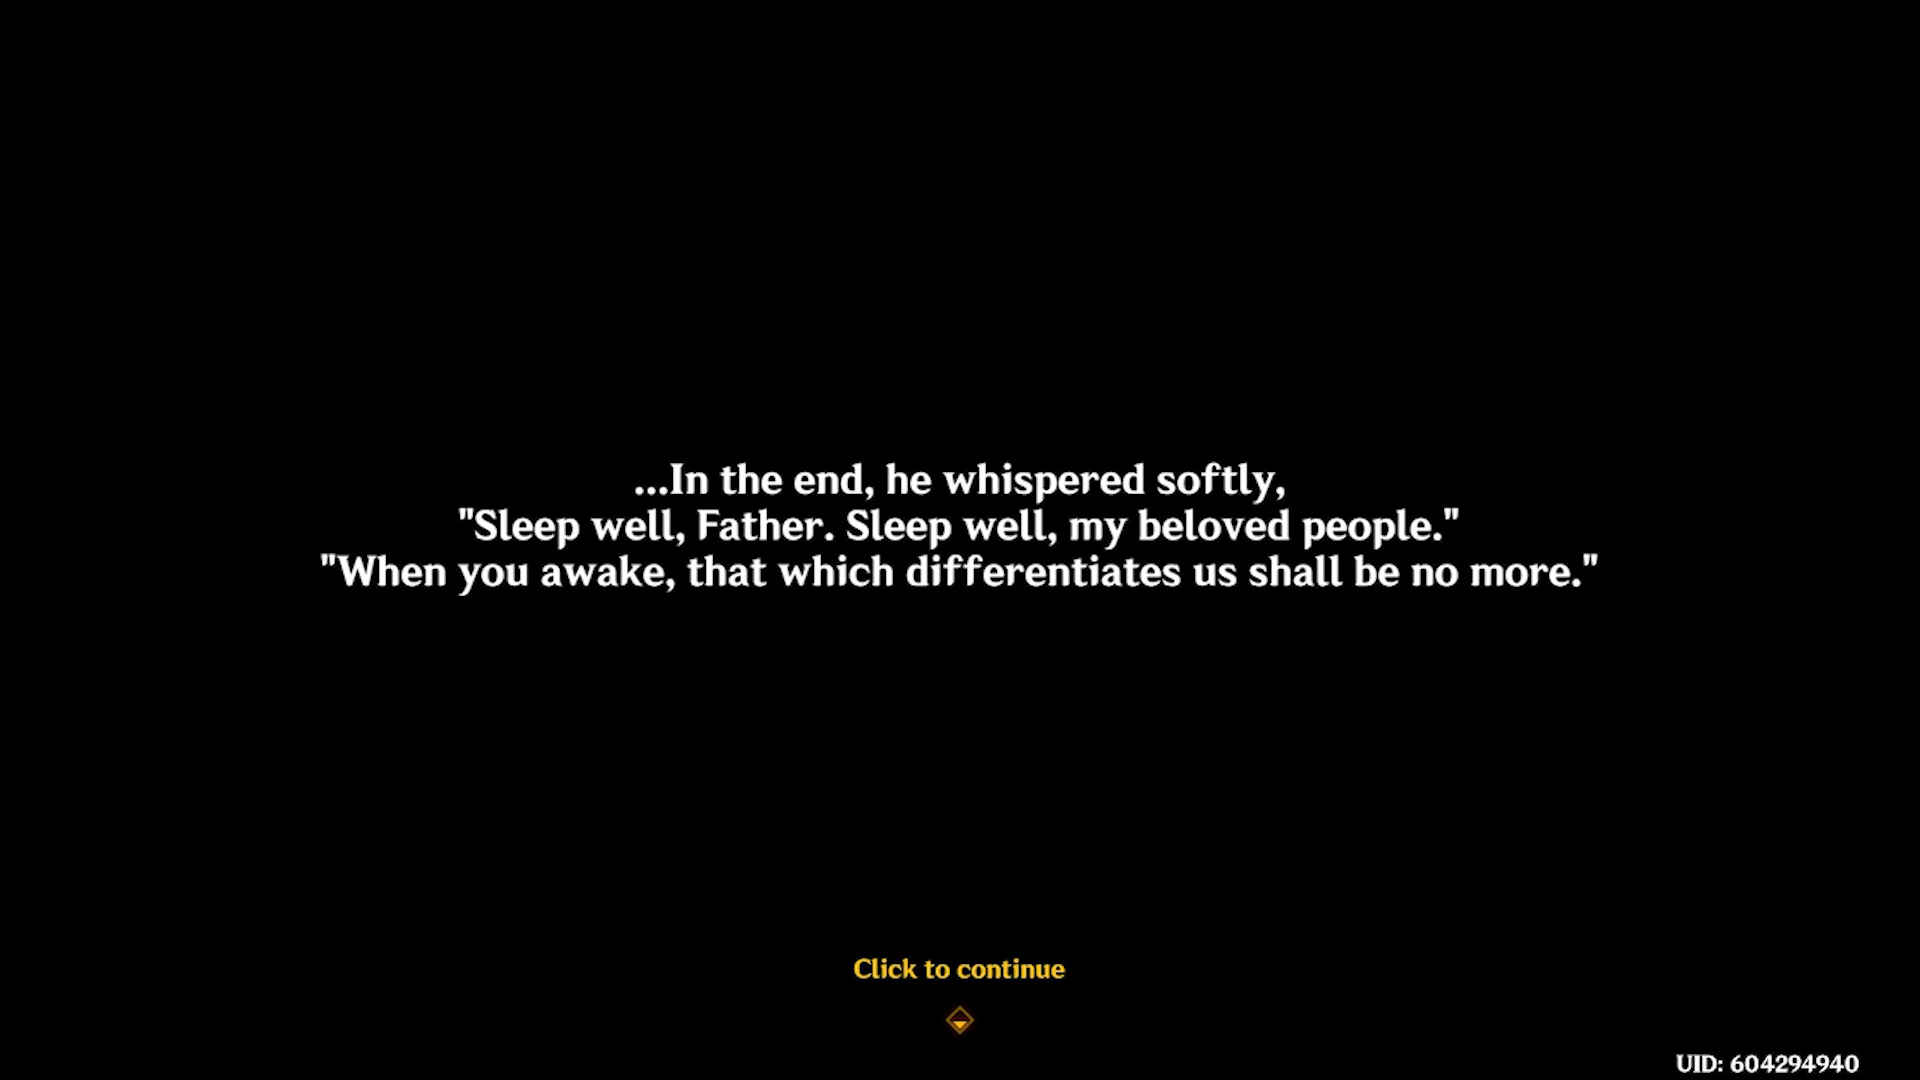 ...In the end, he whispered softly,
"Sleep well, Father. Sleep well, my beloved people."
"When you awake, that which differentiates us shall be no more."
Click to continue
UID: 604294940